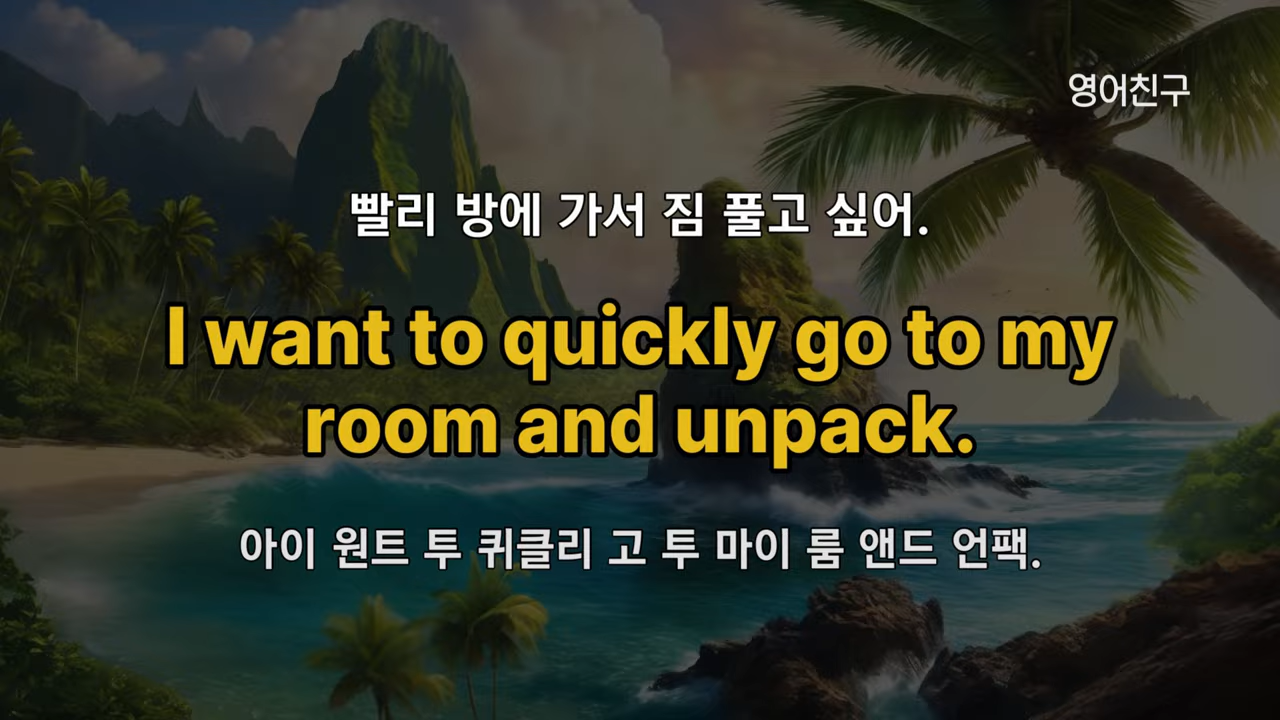 영어친구
빨리 방에 가서 짐 풀고 싶어.
I want to quickly go to my
room and unpack.
아이 원트 투 퀴클리 고 투 마이 룸 앤드 언팩.